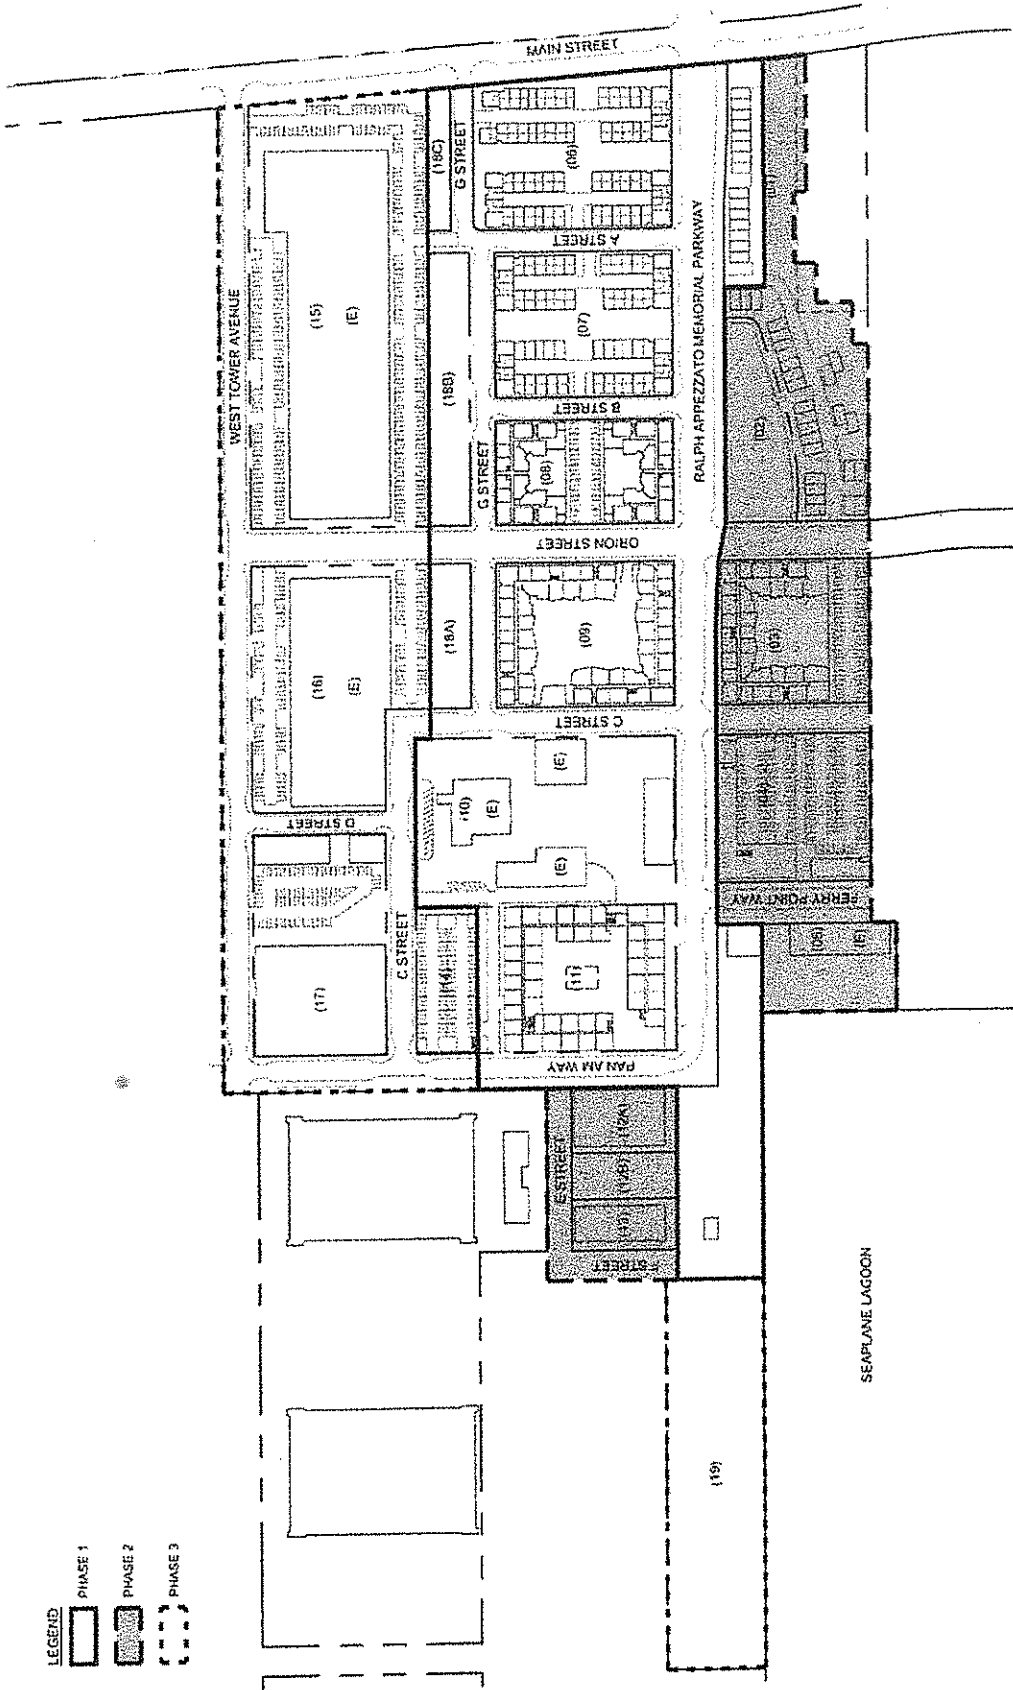 LEGEND
PHASE 1
PHASE 2
PHASE 3
MAIN STREET
WEST TOWER AVENUE
(15)
(E)
(18C)
G STREET
(06)
A STREET
RALPH APPEZZATO MEMORIAL PARKWAY
(18B)
(07)
B STREET
G STREET
(08)
(02)
ORION STREET
(16)
(E)
(18A)
(09)
(03)
C STREET
D STREET
(10)
(E)
(E)
(E)
FERRY POINT WAY
(05)
(E)
(17)
C STREET
(14)
(11)
PAN AM WAY
E STREET
(12A)
(12B)
(13)
F STREET
(19)
SEAPLANE LAGOON